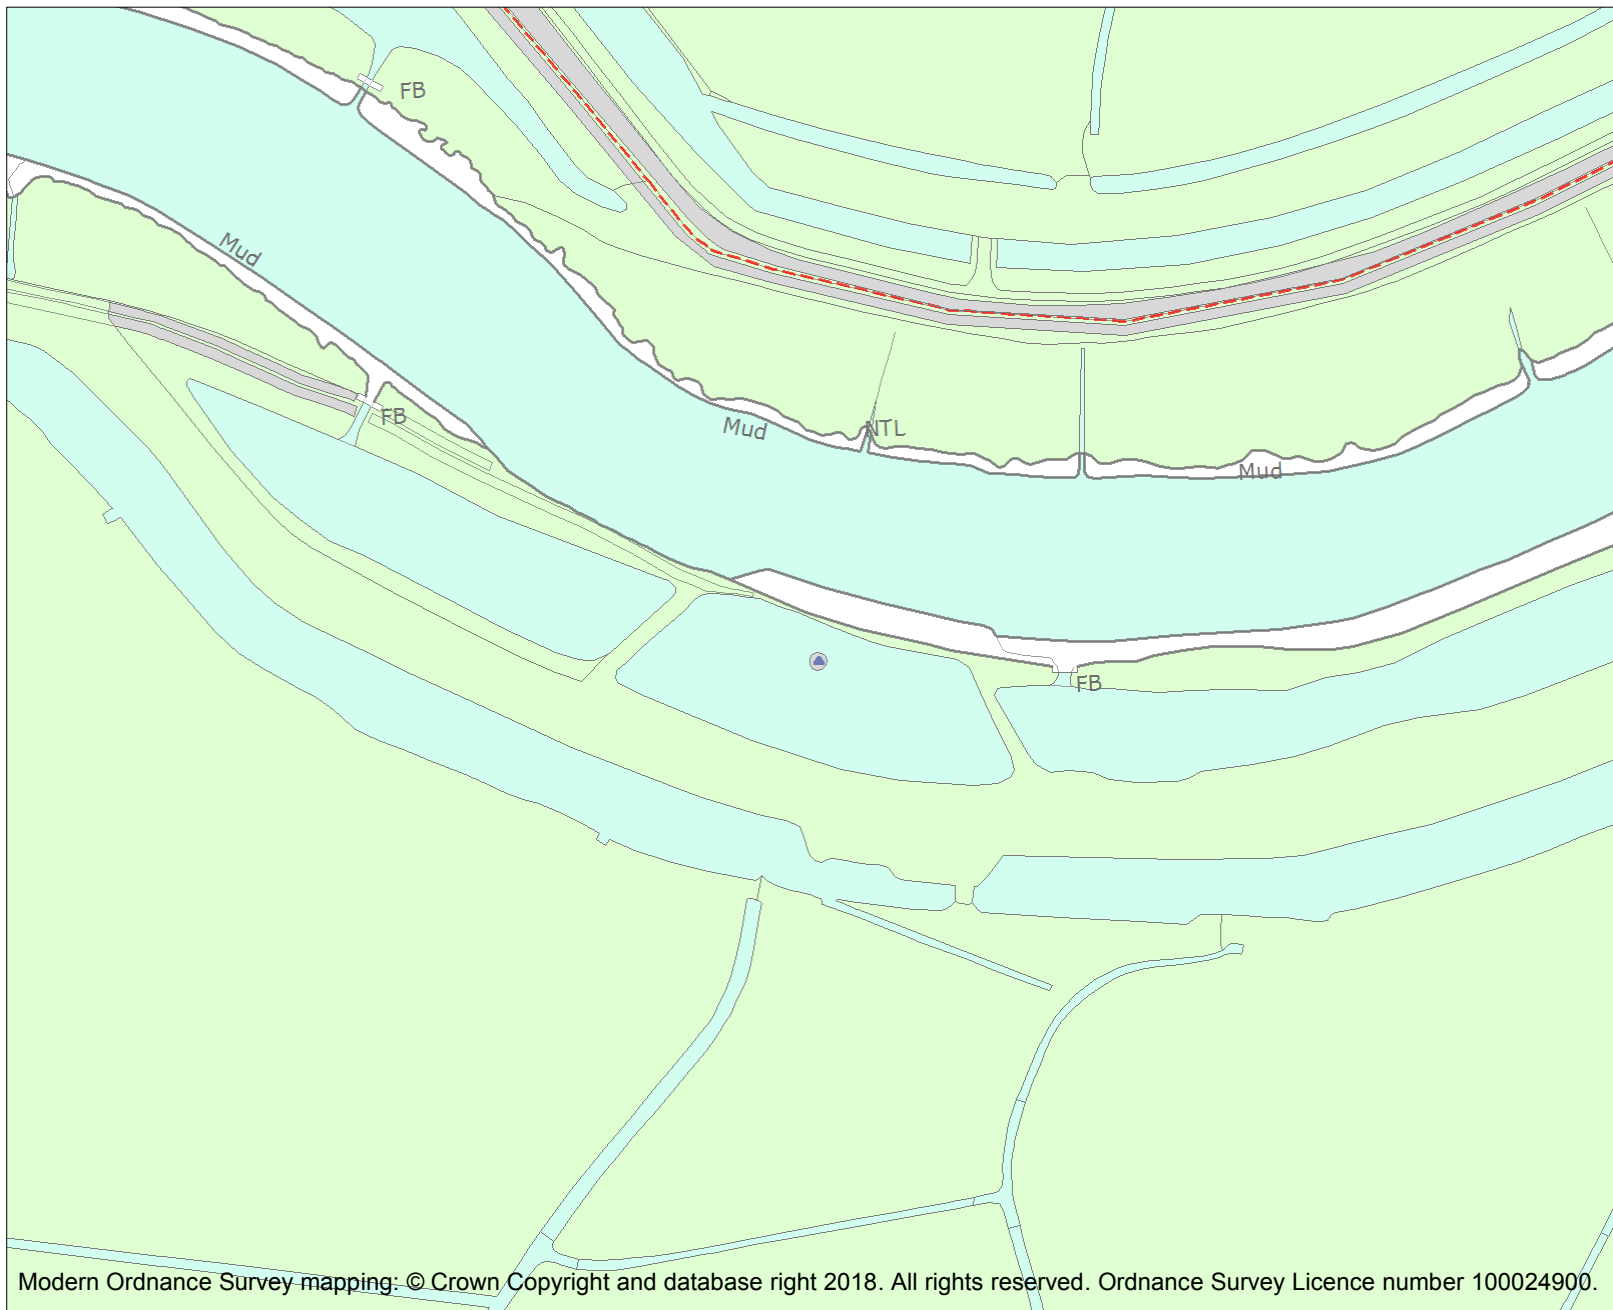 FB
Mud
FB
Mud
NTL
Mud
FB
Modern Ordnance Survey mapping: © Crown Copyright and database right 2018. All rights reserved. Ordnance Survey Licence number 100024900.